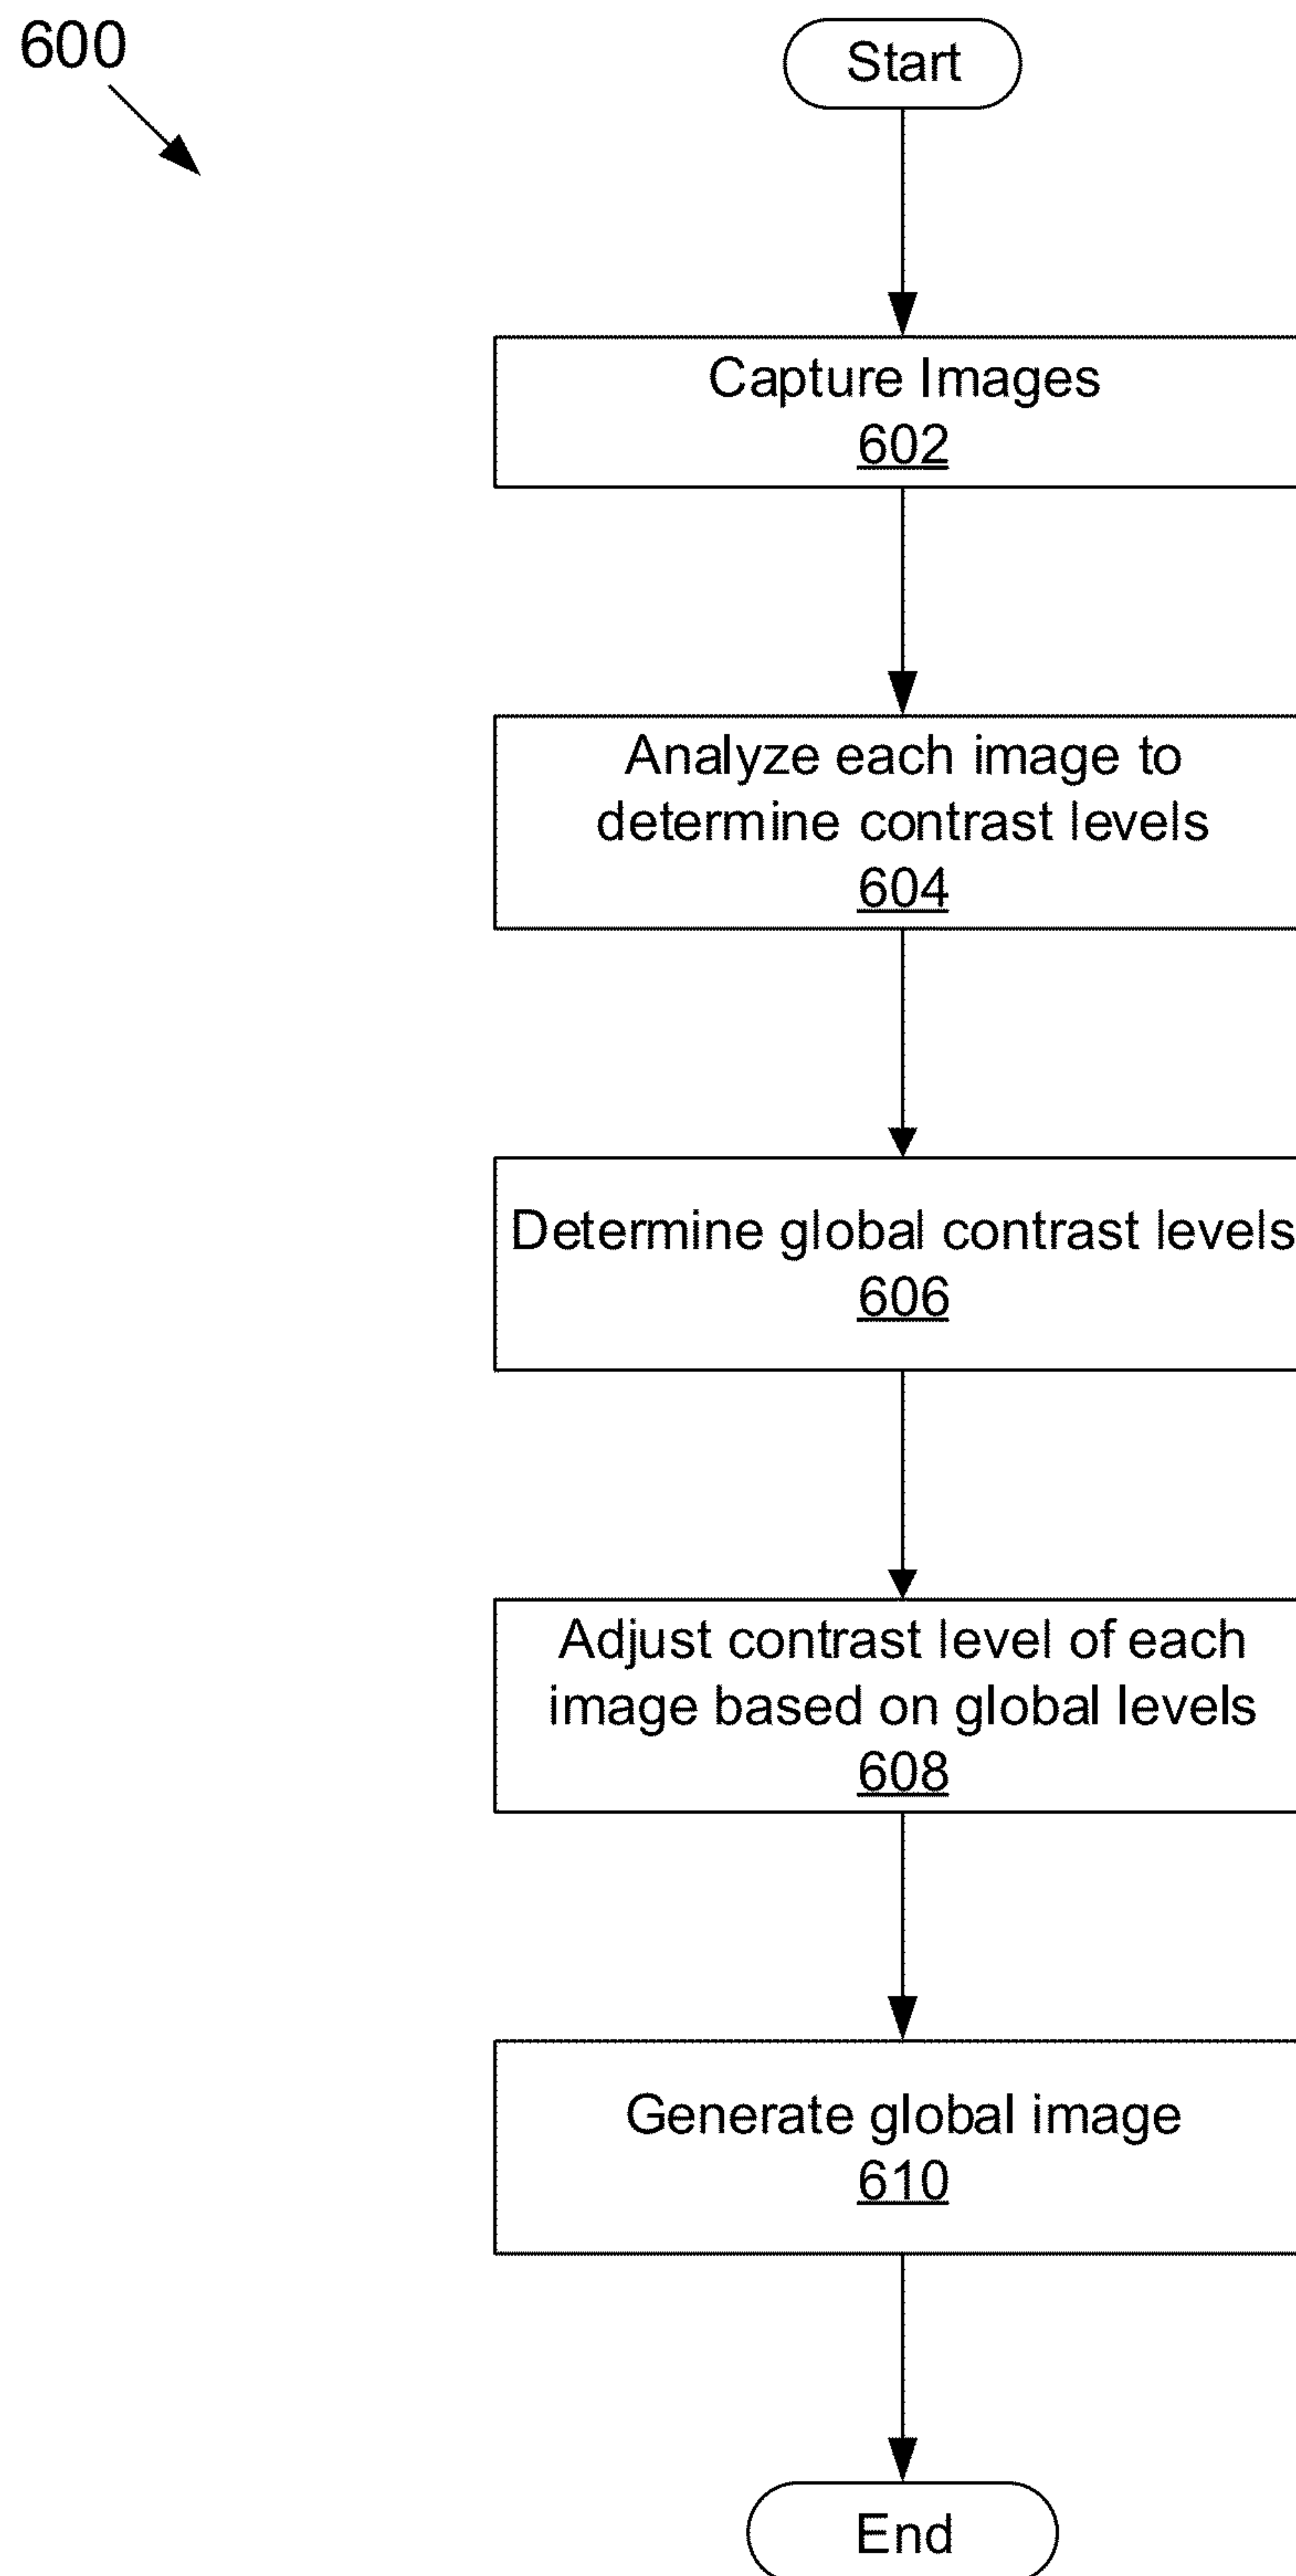 600
Start
Capture Images
602
Analyze each image to
determine contrast levels
604
Determine global contrast levels
606
Adjust contrast level of each
image based on global levels
608
Generate global image
610
End